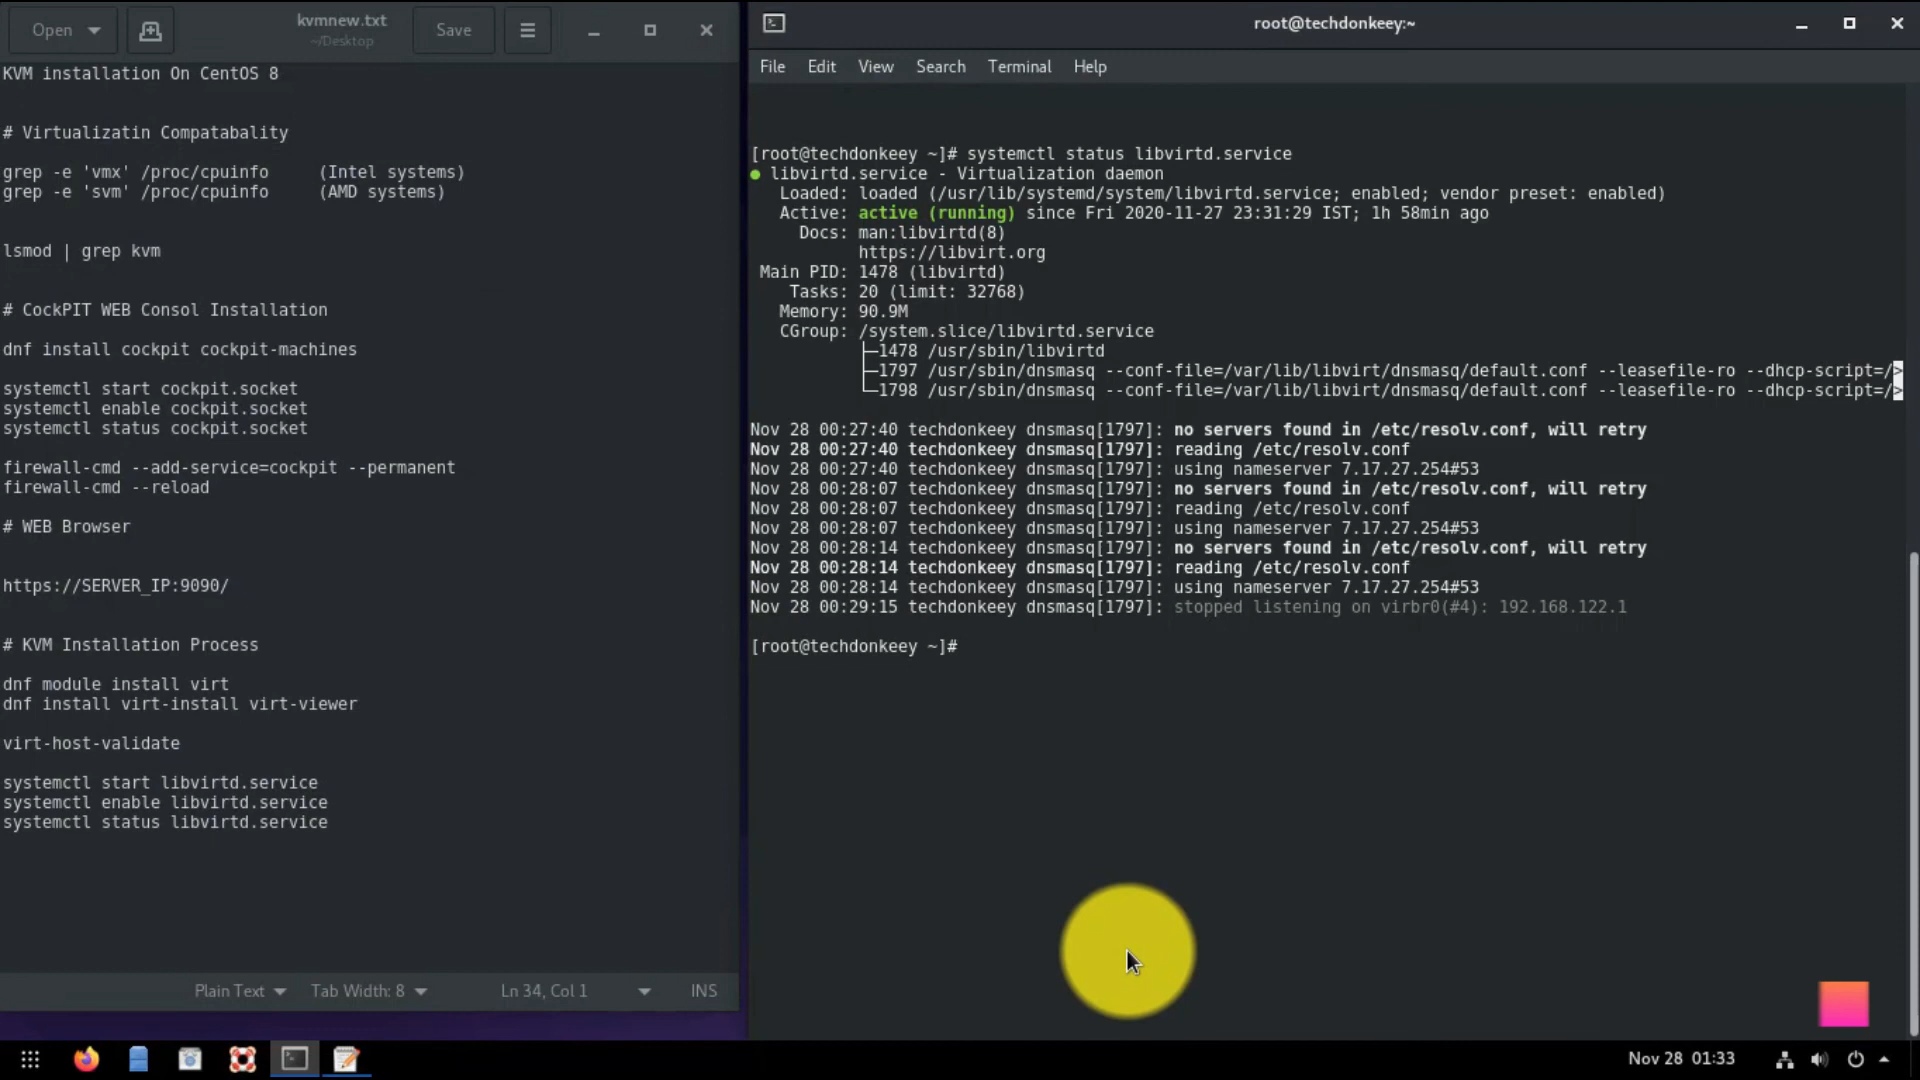 Open
kvmnew.txt
~/Desktop
Save
KVM installation On CentOS 8
# Virtualizatin Compatabality
grep -e 'vmx' /proc/cpuinfo     (Intel systems)
grep -e 'svm' /proc/cpuinfo     (AMD systems)
lsmod | grep kvm
# CockPIT WEB Consol Installation
dnf install cockpit cockpit-machines
systemctl start cockpit.socket
systemctl enable cockpit.socket
systemctl status cockpit.socket
firewall-cmd --add-service=cockpit --permanent
firewall-cmd --reload
# WEB Browser
https://SERVER_IP:9090/
# KVM Installation Process
dnf module install virt
dnf install virt-install virt-viewer
virt-host-validate
systemctl start libvirtd.service
systemctl enable libvirtd.service
systemctl status libvirtd.service
Plain Text
Tab Width: 8
Ln 34, Col 1
INS
root@techdonkeey:~
File Edit View Search Terminal Help
[root@techdonkeey ~]# systemctl status libvirtd.service
● libvirtd.service - Virtualization daemon
Loaded: loaded (/usr/lib/systemd/system/libvirtd.service; enabled; vendor preset: enabled)
Active: active (running) since Fri 2020-11-27 23:31:29 IST; 1h 58min ago
Docs: man:libvirtd(8)
https://libvirt.org
Main PID: 1478 (libvirtd)
Tasks: 20 (limit: 32768)
Memory: 90.9M
CGroup: /system.slice/libvirtd.service
├─1478 /usr/sbin/libvirtd
├─1797 /usr/sbin/dnsmasq --conf-file=/var/lib/libvirt/dnsmasq/default.conf --leasefile-ro --dhcp-script=/>
└─1798 /usr/sbin/dnsmasq --conf-file=/var/lib/libvirt/dnsmasq/default.conf --leasefile-ro --dhcp-script=/>
Nov 28 00:27:40 techdonkeey dnsmasq[1797]: no servers found in /etc/resolv.conf, will retry
Nov 28 00:27:40 techdonkeey dnsmasq[1797]: reading /etc/resolv.conf
Nov 28 00:27:40 techdonkeey dnsmasq[1797]: using nameserver 7.17.27.254#53
Nov 28 00:28:07 techdonkeey dnsmasq[1797]: no servers found in /etc/resolv.conf, will retry
Nov 28 00:28:07 techdonkeey dnsmasq[1797]: reading /etc/resolv.conf
Nov 28 00:28:07 techdonkeey dnsmasq[1797]: using nameserver 7.17.27.254#53
Nov 28 00:28:14 techdonkeey dnsmasq[1797]: no servers found in /etc/resolv.conf, will retry
Nov 28 00:28:14 techdonkeey dnsmasq[1797]: reading /etc/resolv.conf
Nov 28 00:28:14 techdonkeey dnsmasq[1797]: using nameserver 7.17.27.254#53
Nov 28 00:29:15 techdonkeey dnsmasq[1797]: stopped listening on virbr0(#4): 192.168.122.1
[root@techdonkeey ~]#
Nov 28 01:33